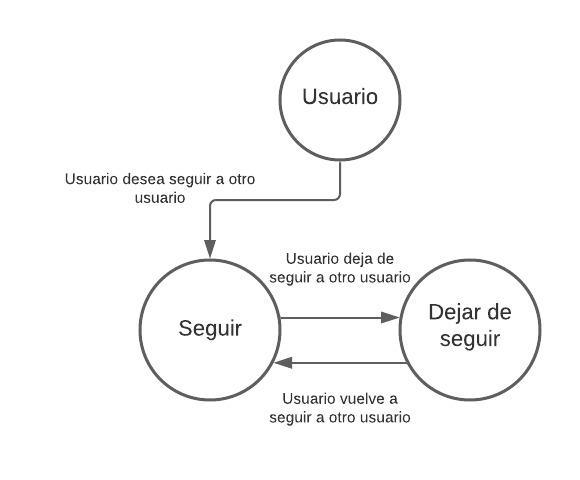 Usuario
Usuario desea seguir a otro
usuario
Usuario deja de
seguir a otro usuario
Seguir
Dejar de
seguir
Usuario vuelve a
seguir a otro usuario